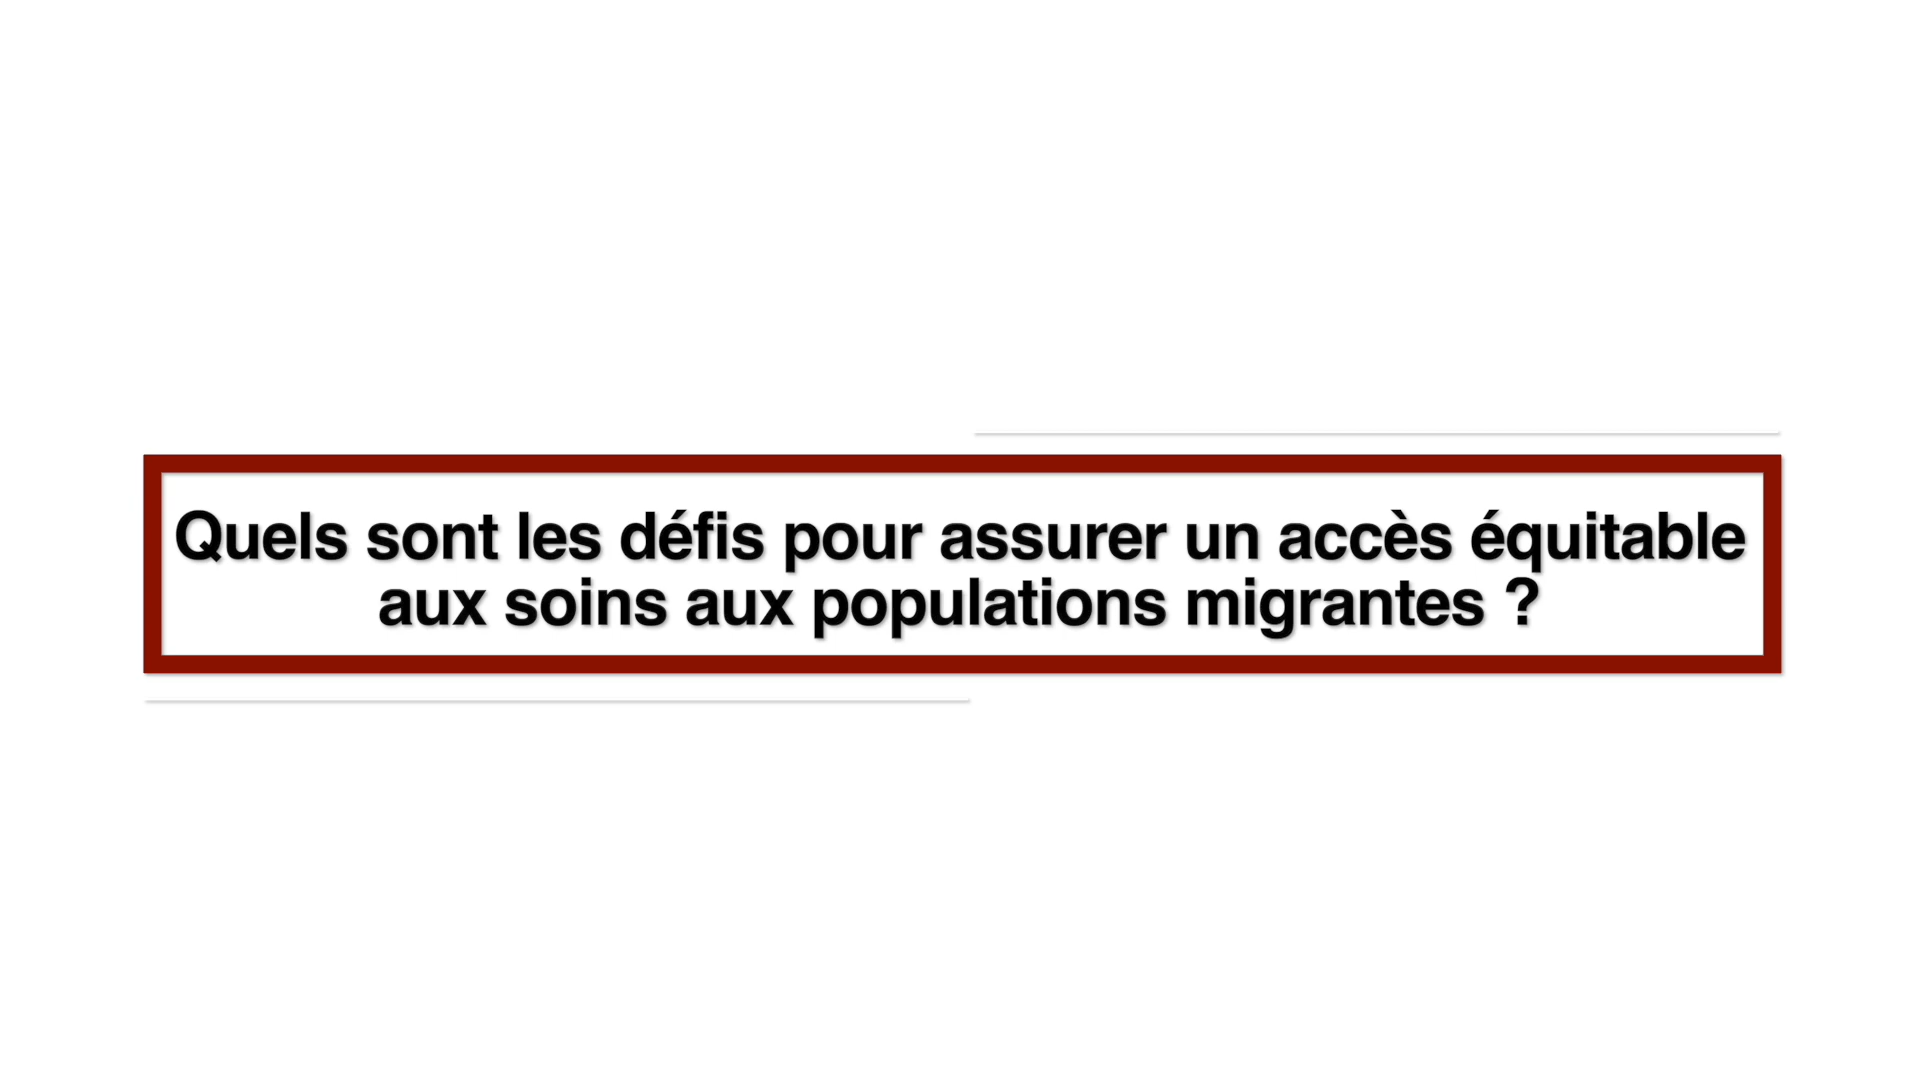 Quels sont les défis pour assurer un accès équitable
aux soins aux populations migrantes ?